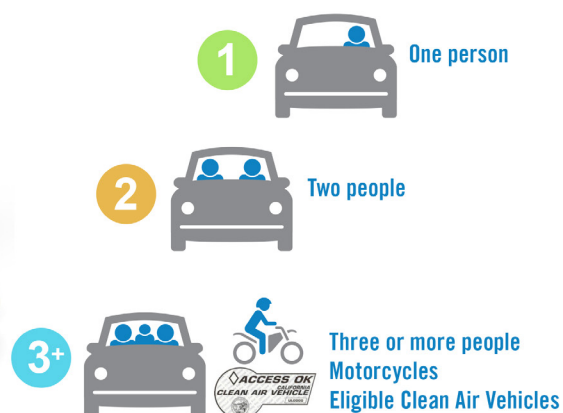 1
One person
2
Two people
3+
Three or more people
Motorcycles
Eligible Clean Air Vehicles
ACCESS OK
CALIFORNIA
CLEAN AIR VEHICLE